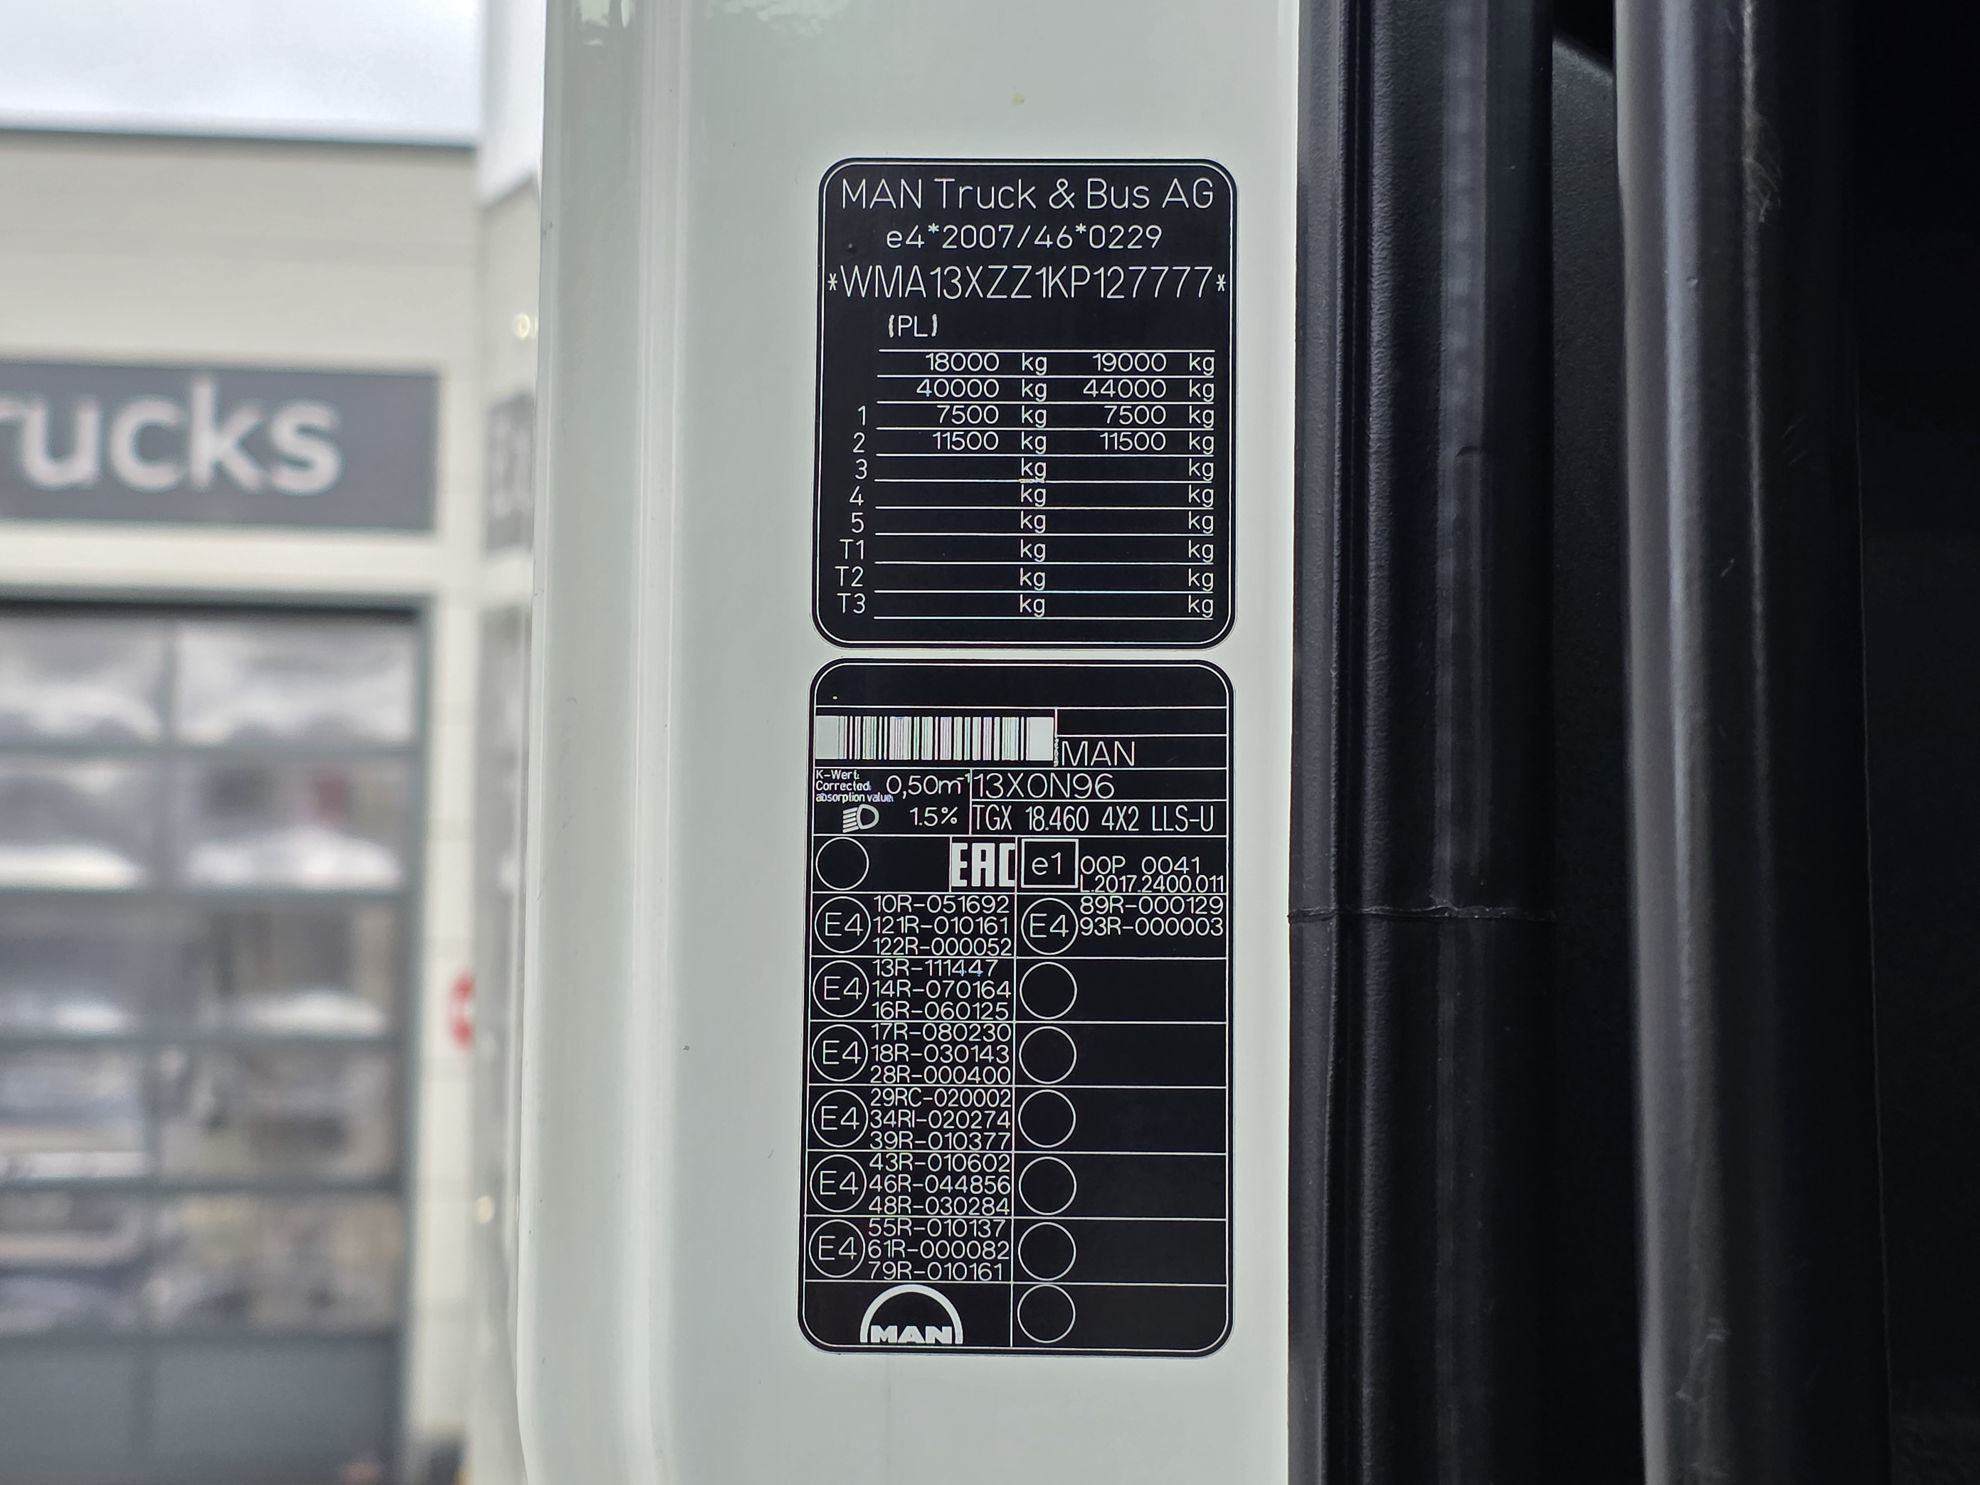 rucks
MAN Truck & Bus AG
e4*2007/46*0229
*WMA13XZZ1KP127777*
(PL)
18000 kg 19000 kg
40000 kg 44000 kg
1 7500 kg 7500 kg
2 11500 kg 11500 kg
3 kg kg
4 kg kg
5 kg kg
T1 kg kg
T2 kg kg
T3 kg kg
MAN
K-Wert:
Corrected
absorption value:
0,50m⁻¹
13X0N96
1.5%
TGX 18.460 4X2 LLS-U
EAC
e1
00P 0041
L.2017.2400.011
E4
10R-051692
121R-010161
122R-000052
E4
89R-000129
93R-000003
E4
13R-111447
14R-070164
16R-060125
E4
17R-080230
18R-030143
28R-000400
E4
29RC-020002
34RI-020274
39R-010377
E4
43R-010602
46R-044856
48R-030284
E4
55R-010137
61R-000082
79R-010161
MAN